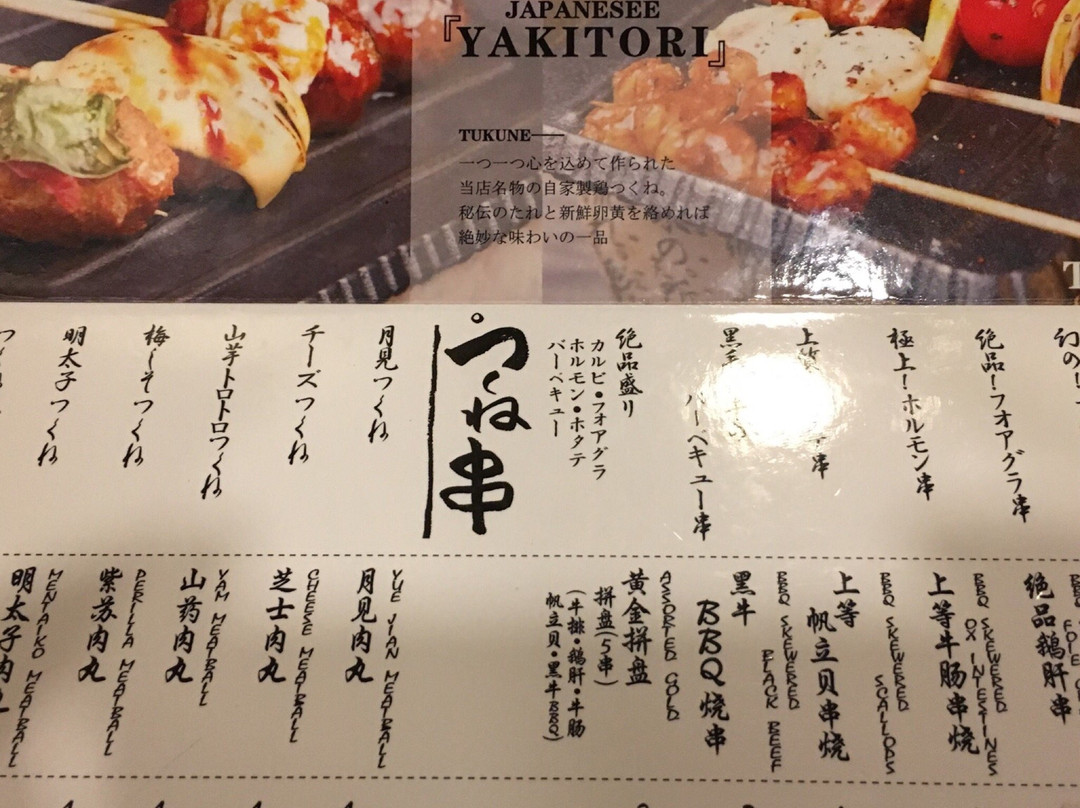 JAPANESEE
『YAKITORI』
TUKUNE──
一つ一つ心を込めて作られた
当店名物の自家製鶏つくね。
秘伝のたれと新鮮卵黄を絡めれば
絶妙な味わいの一品
幻の
絶品!フォアグラ串
極上!ホルモン串
上
串
黒毛
バーベキュー串
絶品盛り
カルビ・フォアグラ
ホルモン・ホタテ
バーベキュー
つくね串
月見つくね
チーズつくね
山芋トロトロつくね
梅しそつくね
明太子つくね
絶品鹅肝串
BBQ SKEWERED
OX INTESTINES
上等牛肠串烧
BBQ SKEWERED
SCALLOPS
上等
帆立贝串烧
BBQ SKEWERED
BLACK BEEF
黑牛
BBQ烧串
ASSORTED GOLD
黄金拼盘
拼盘(5串)
(牛排・鵝肝・牛肠
帆立贝・黑牛BBQ)
YUE JIAN MEATBALL
月见肉丸
CHEESE MEATBALL
芝士肉丸
YAM MEATBALL
山药肉丸
PERILLA MEATBALL
紫苏肉丸
MENTAIKO MEATBALL
明太子肉丸